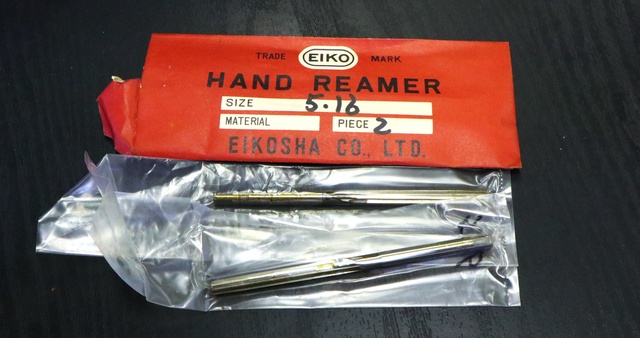 TRADE EIKO MARK
HAND REAMER
SIZE 5.16
MATERIAL PIECE 2
EIKOSHA CO., LTD.